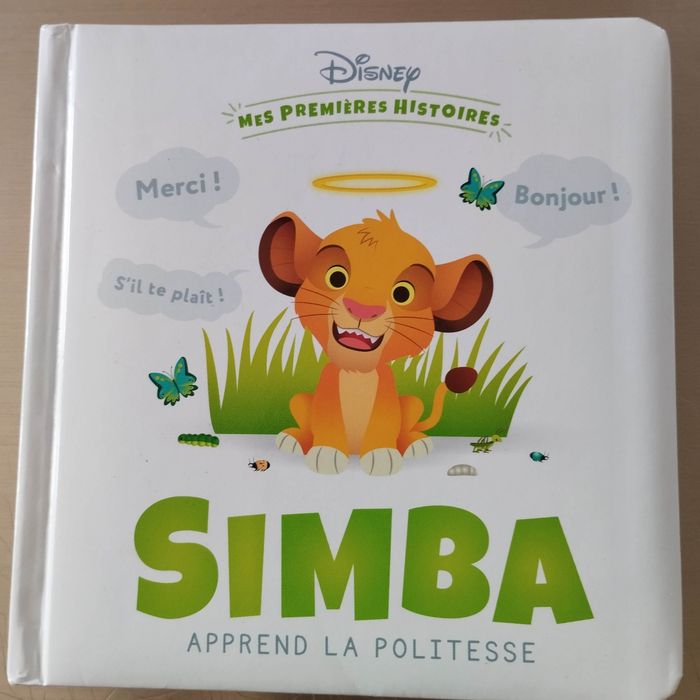 Disney
MES PREMIÈRES HISTOIRES
Merci !
Bonjour !
S'il te plaît !
SIMBA
APPREND LA POLITESSE